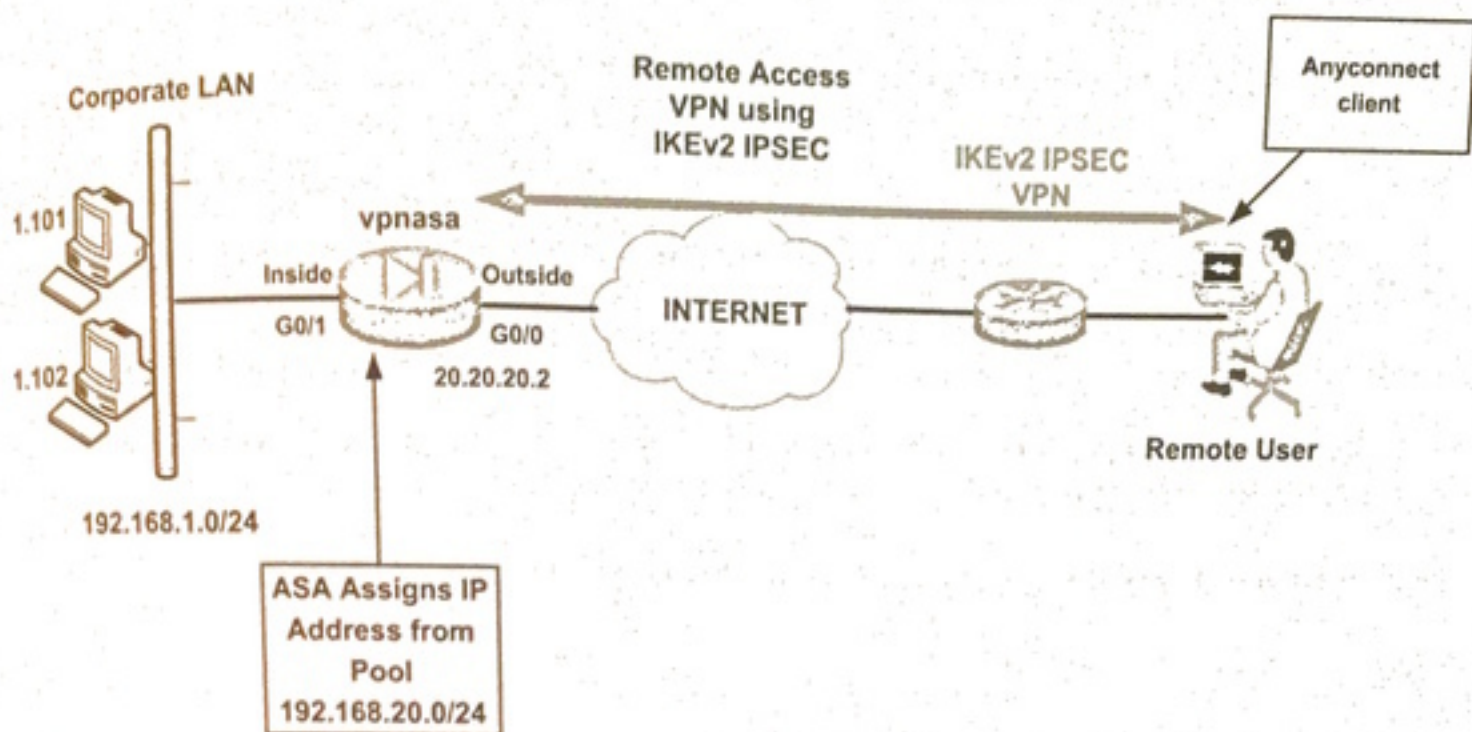 Corporate LAN
1.101
1.102
192.168.1.0/24
vpnasa
Inside
Outside
G0/1
G0/0
20.20.20.2
ASA Assigns IP
Address from
Pool
192.168.20.0/24
Remote Access
VPN using
IKEv2 IPSEC
IKEv2 IPSEC
VPN
INTERNET
Anyconnect
client
Remote User